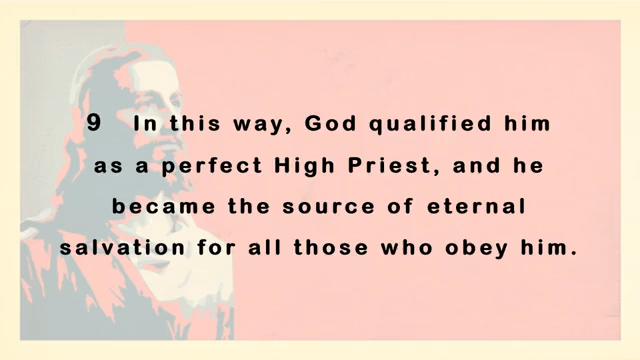 9 In this way, God qualified him
as a perfect High Priest, and he
became the source of eternal
salvation for all those who obey him.